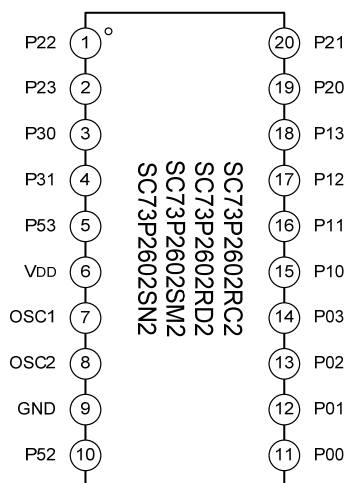 P22 1 20 P21
P23 2 19 P20
P30 3 18 P13
P31 4 17 P12
P53 5 16 P11
VDD 6 15 P10
OSC1 7 14 P03
OSC2 8 13 P02
GND 9 12 P01
P52 10 11 P00
SC73P2602RC2
SC73P2602RD2
SC73P2602SM2
SC73P2602SN2